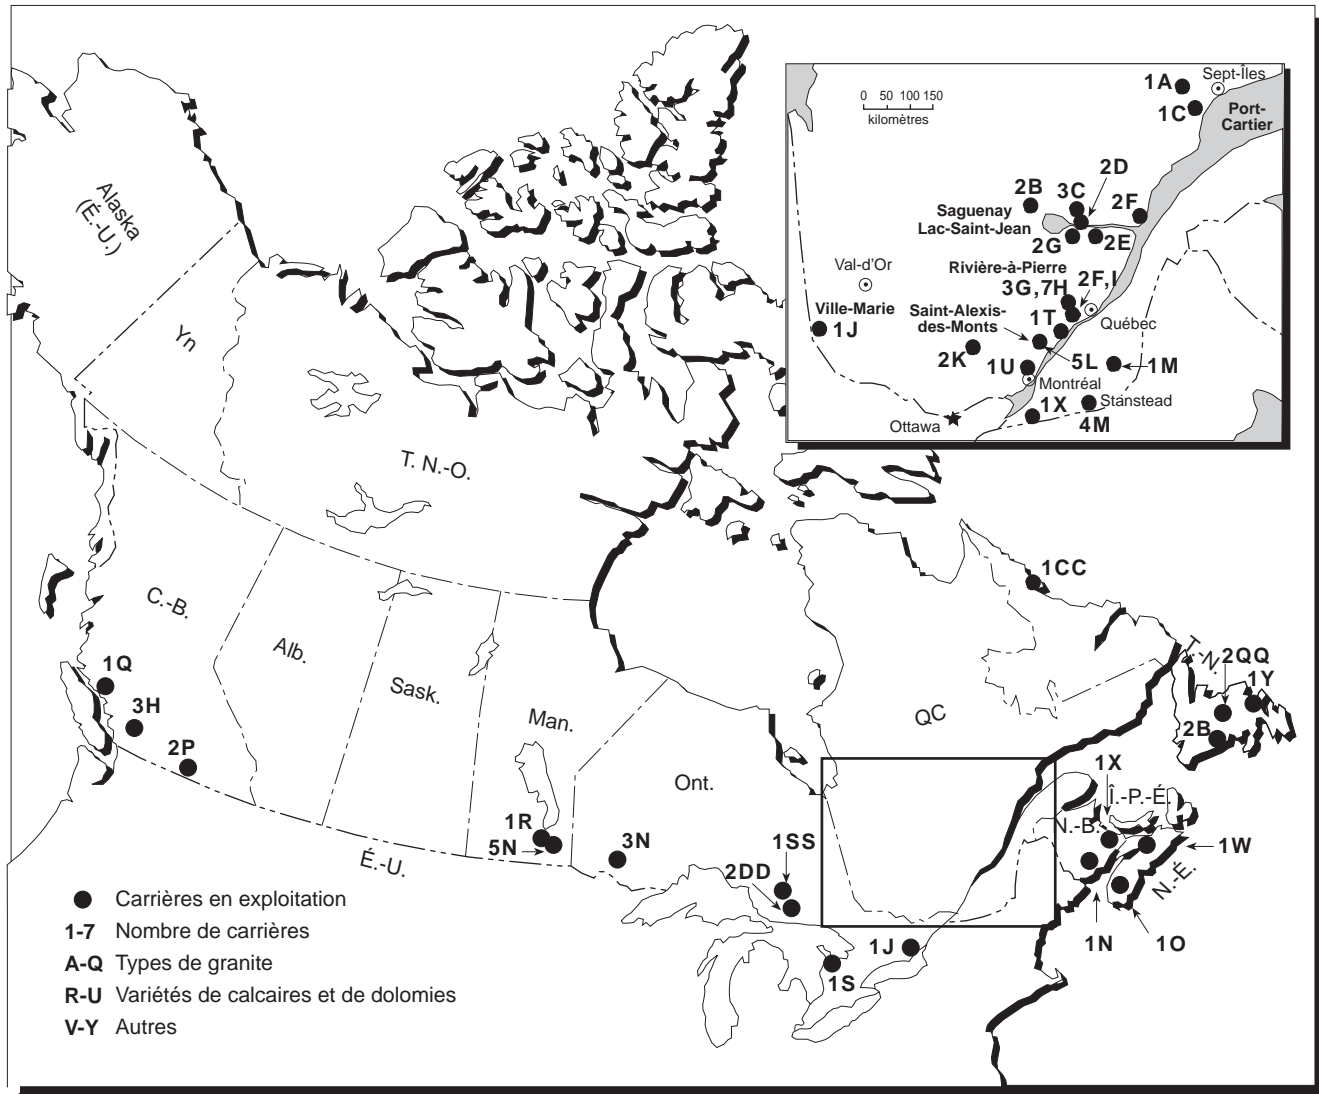 Alaska
(É.-U.)
Yn
T. N.-O.
C.-B.
Alb.
Sask.
Man.
Ont.
QC
T.-N.
Î.-P.-É.
N.-B.
N.-É.
É.-U.
1Q
3H
2P
1R
5N
3N
1SS
2DD
1J
1S
1CC
2QQ
1Y
2B
1X
1W
1N
1O
0 50 100 150
kilomètres
1A
Sept-Îles
1C
Port-
Cartier
2D
2B
3C
2F
Saguenay
Lac-Saint-Jean
2G
2E
Val-d'Or
Rivière-à-Pierre
2F,I
3G,7H
Ville-Marie
1J
Saint-Alexis-
des-Monts
1T
Québec
2K
1U
5L
1M
Montréal
1X
Stanstead
Ottawa
4M
Carrières en exploitation
1-7 Nombre de carrières
A-Q Types de granite
R-U Variétés de calcaires et de dolomies
V-Y Autres